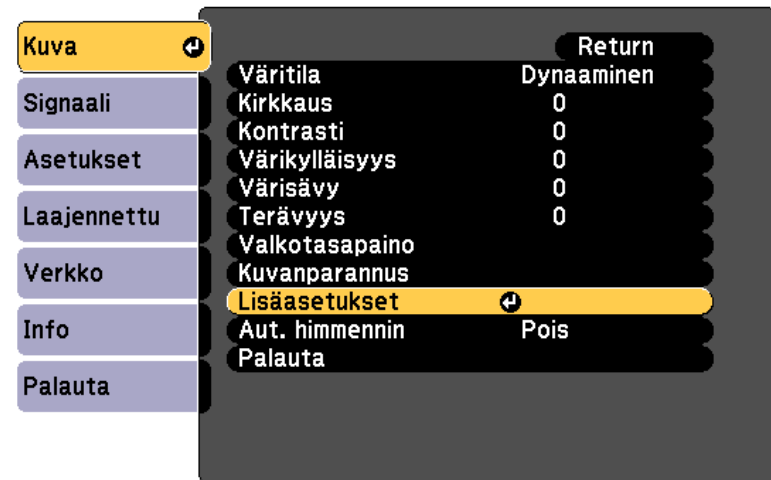 Kuva
Signaali
Asetukset
Laajennettu
Verkko
Info
Palauta
Return
Väritila Dynaaminen
Kirkkaus 0
Kontrasti 0
Värikylläisyys 0
Värisävy 0
Terävyys 0
Valkotasapaino
Kuvanparannus
Lisäasetukset
Aut. himmennin Pois
Palauta